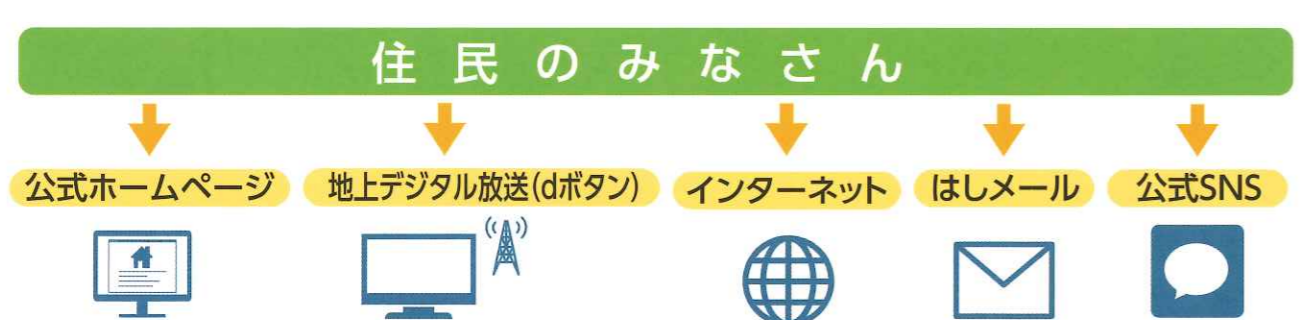 住民のみなさん
公式ホームページ
地上デジタル放送(dボタン)
インターネット
はしメール
公式SNS